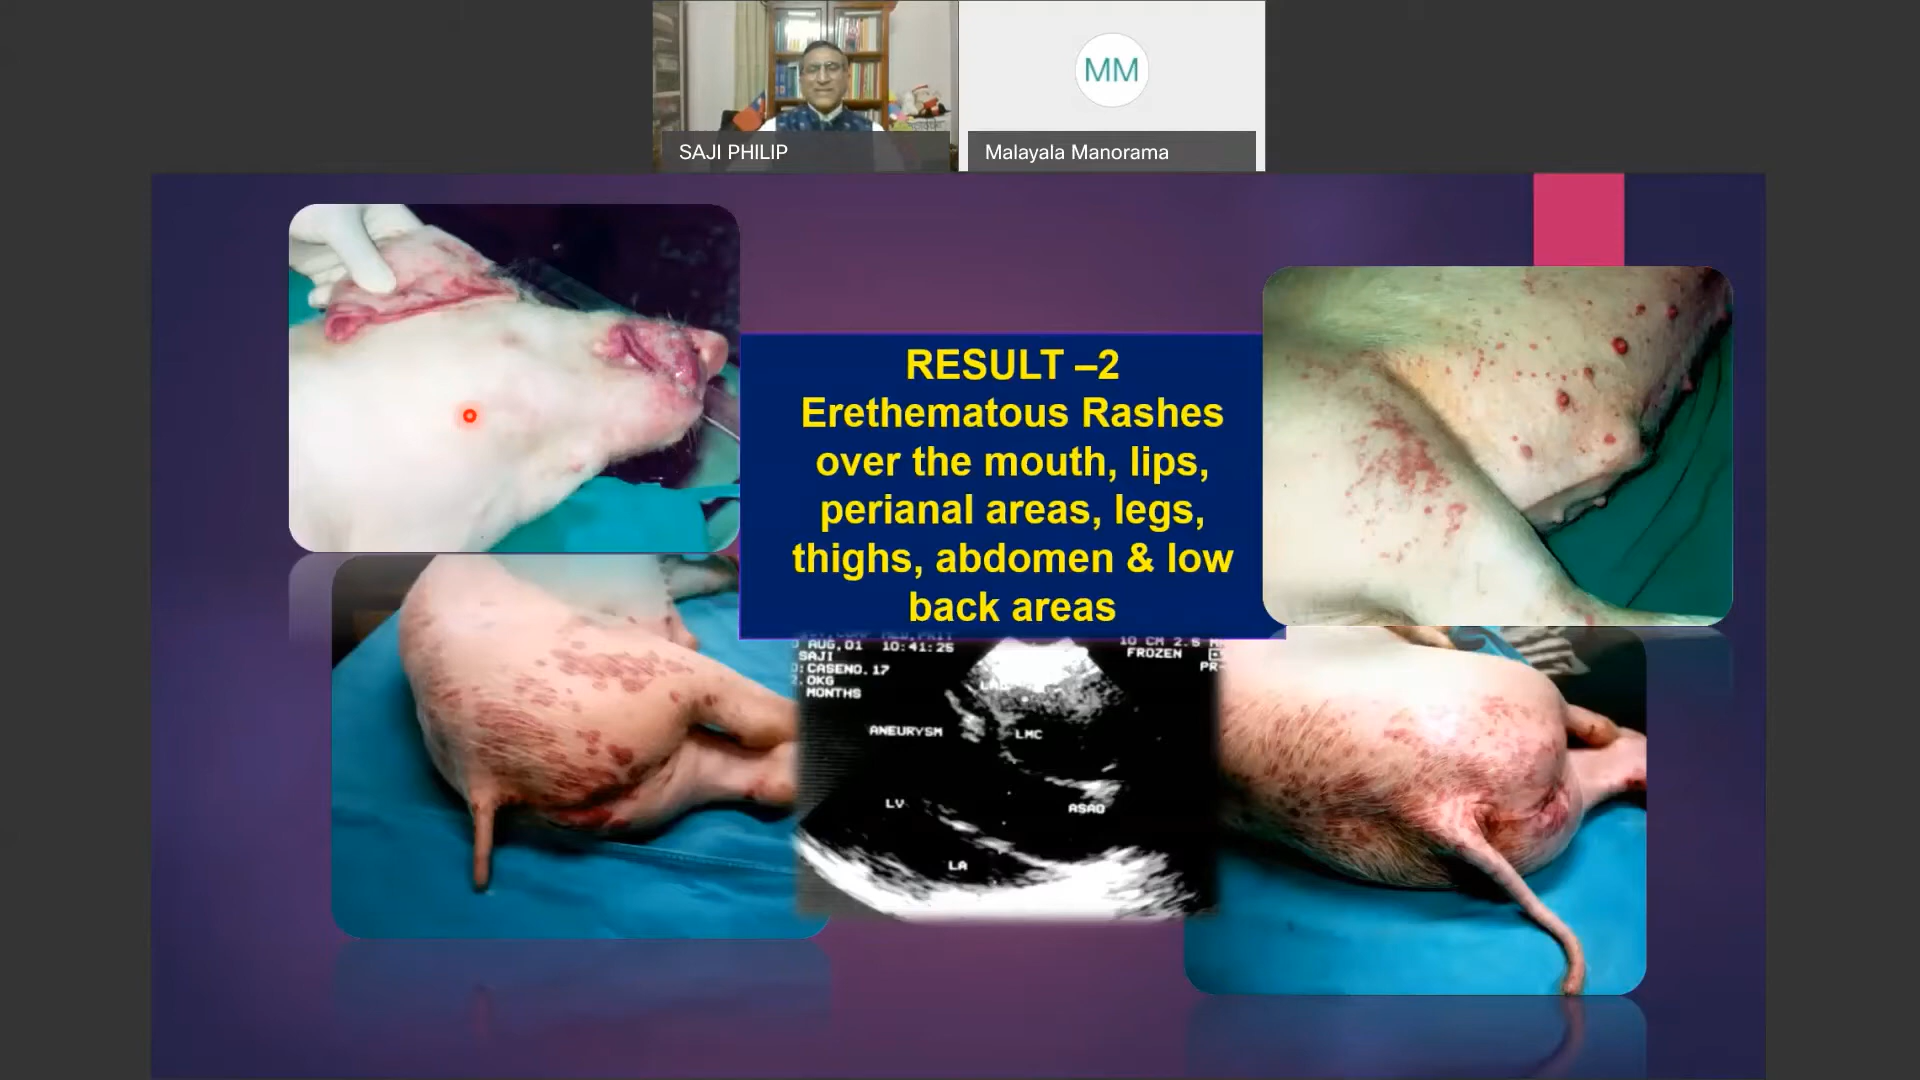 MM
SAJI PHILIP
Malayala Manorama
RESULT –2
Erethematous Rashes
over the mouth, lips,
perianal areas, legs,
thighs, abdomen & low
back areas
AUG,01 10:41:25
SAJI
CASENO.17
0KG
MONTHS
10 CM 2.5
FROZEN
PR-
ANEURYSM
LMC
LV
ASAO
LA